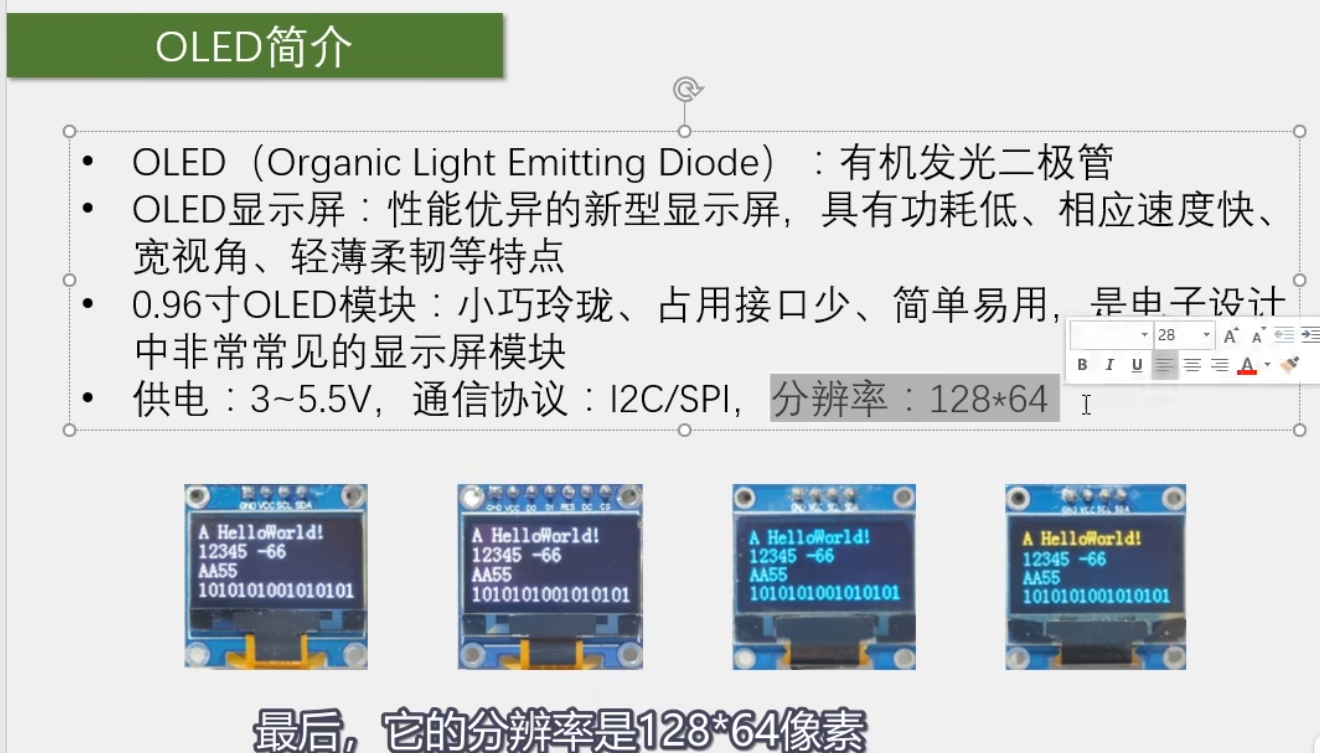 OLED简介
• OLED（Organic Light Emitting Diode）：有机发光二极管
• OLED显示屏：性能优异的新型显示屏，具有功耗低、相应速度快、
宽视角、轻薄柔韧等特点
• 0.96寸OLED模块：小巧玲珑、占用接口少、简单易用，是电子设计
中非常常见的显示屏模块
28 A A
B I U A
• 供电：3~5.5V，通信协议：I2C/SPI，分辨率：128*64
GND VCC SCL SDA
A HelloWorld!
12345 -66
AA55
1010101001010101
GND VCC D0 D1 RES DC CS
A HelloWorld!
12345 -66
AA55
1010101001010101
GND VCC SCL SDA
A HelloWorld!
12345 -66
AA55
1010101001010101
GND VCC SCL SDA
A HelloWorld!
12345 -66
AA55
1010101001010101
最后，它的分辨率是128*64像素